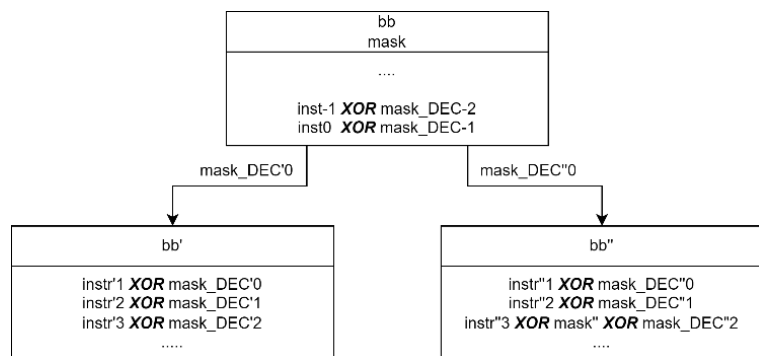 bb
mask
....
inst-1 XOR mask_DEC-2
inst0 XOR mask_DEC-1
mask_DEC'0
mask_DEC"0
bb'
instr'1 XOR mask_DEC'0
instr'2 XOR mask_DEC'1
instr'3 XOR mask_DEC'2
.....
bb"
instr"1 XOR mask_DEC"0
instr"2 XOR mask_DEC"1
instr"3 XOR mask" XOR mask_DEC"2
....